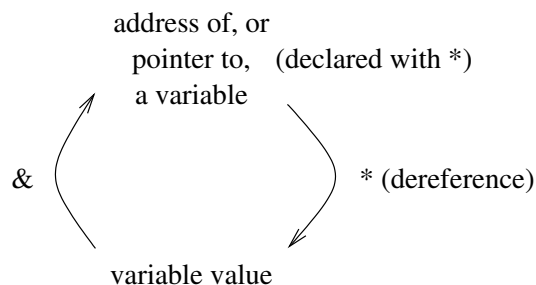 address of, or
pointer to, (declared with *)
a variable
&
* (dereference)
variable value